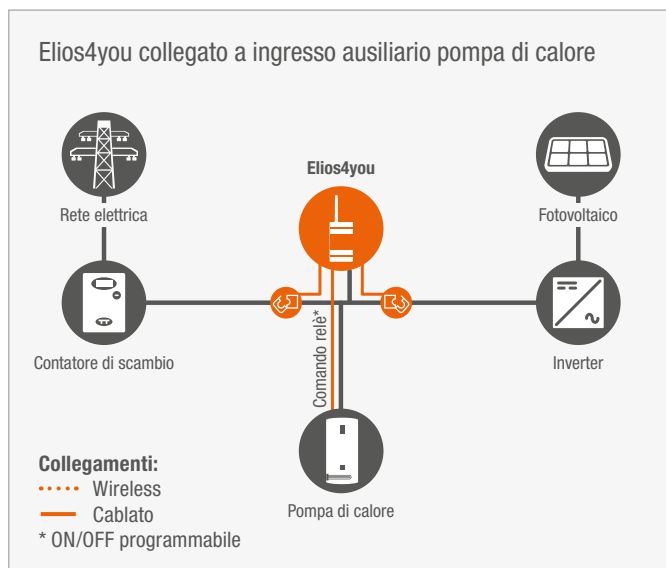 Elios4you collegato a ingresso ausiliario pompa di calore
Elios4you
Rete elettrica
Fotovoltaico
Contatore di scambio
Comando relè*
Inverter
Pompa di calore
Collegamenti:
Wireless
Cablato
* ON/OFF programmabile